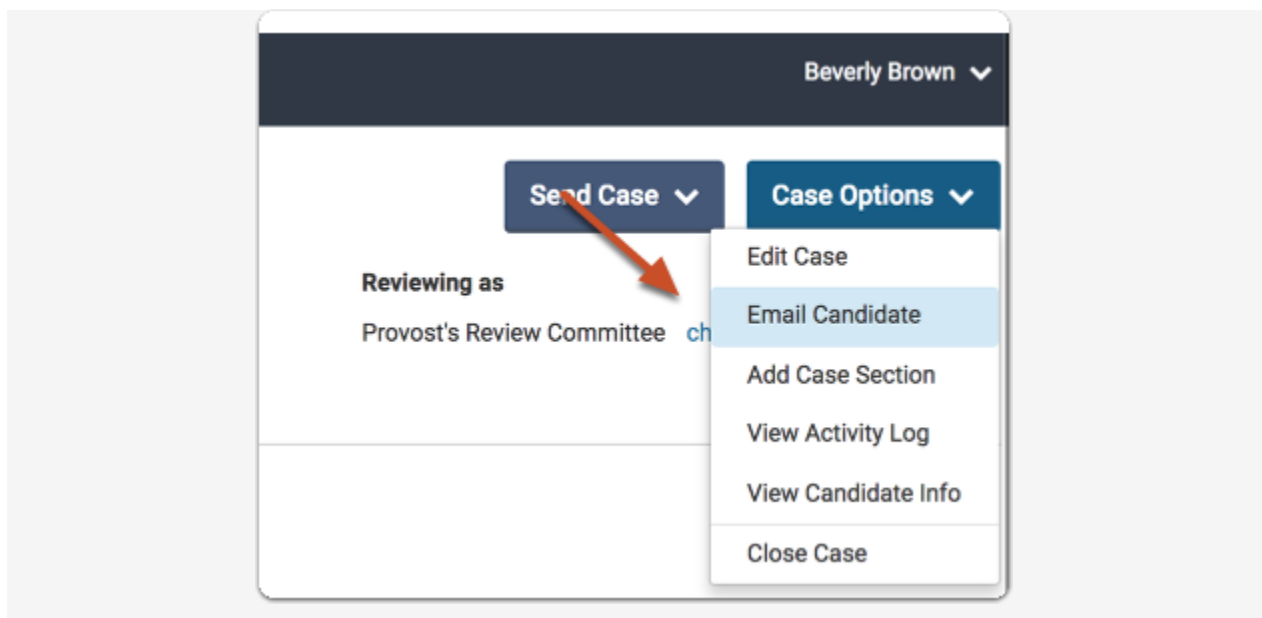 Beverly Brown
Send Case
Case Options
Reviewing as
Provost's Review Committee ch
Edit Case
Email Candidate
Add Case Section
View Activity Log
View Candidate Info
Close Case